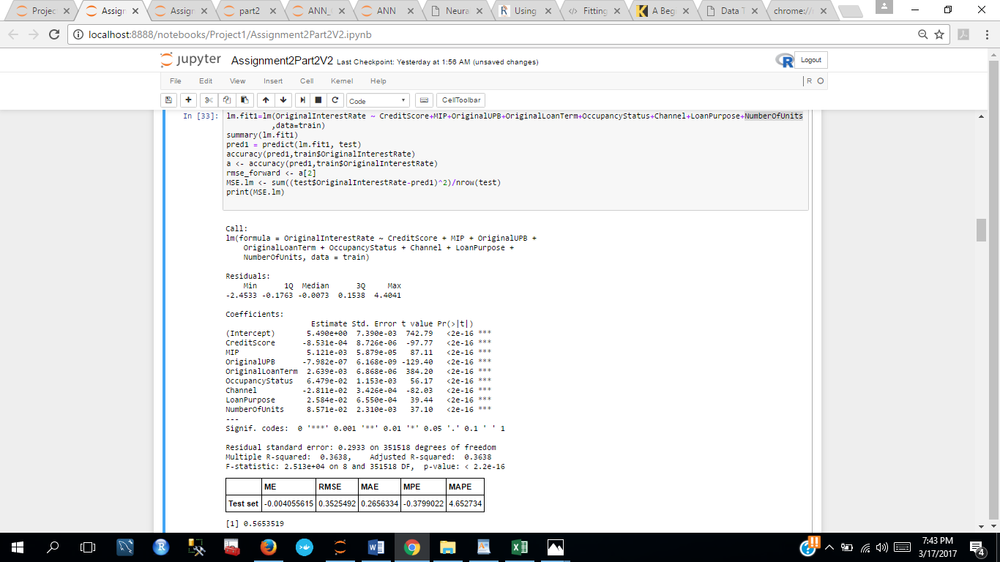 Projec
Assign
Assign
part2
ANN_
ANN
Neura
Using
Fitting
A Beg
Data T
chrome://
localhost:8888/notebooks/Project1/Assignment2Part2V2.ipynb
jupyter Assignment2Part2V2 Last Checkpoint: Yesterday at 1:56 AM (unsaved changes)
Logout
File Edit View Insert Cell Kernel Help
R
Code
CellToolbar
In [33]: lm.fit1=lm(OriginalInterestRate ~ CreditScore+MIP+OriginalUPB+OriginalLoanTerm+OccupancyStatus+Channel+LoanPurpose+NumberOfUnits
,data=train)
summary(lm.fit1)
pred1 = predict(lm.fit1, test)
accuracy(pred1,train$OriginalInterestRate)
a <- accuracy(pred1,train$OriginalInterestRate)
rmse_forward <- a[2]
MSE.lm <- sum((test$OriginalInterestRate-pred1)^2)/nrow(test)
print(MSE.lm)
Call:
lm(formula = OriginalInterestRate ~ CreditScore + MIP + OriginalUPB +
OriginalLoanTerm + OccupancyStatus + Channel + LoanPurpose +
NumberOfUnits, data = train)
Residuals:
Min 1Q Median 3Q Max
-2.4533 -0.1763 -0.0073 0.1538 4.4041
Coefficients:
Estimate Std. Error t value Pr(>|t|)
(Intercept) 5.490e+00 7.390e-03 742.79 <2e-16 ***
CreditScore -8.531e-04 8.726e-06 -97.77 <2e-16 ***
MIP 5.121e-03 5.879e-05 87.11 <2e-16 ***
OriginalUPB -7.982e-07 6.168e-09 -129.40 <2e-16 ***
OriginalLoanTerm 2.639e-03 6.868e-06 384.20 <2e-16 ***
OccupancyStatus 6.479e-02 1.153e-03 56.17 <2e-16 ***
Channel -2.811e-02 3.426e-04 -82.03 <2e-16 ***
LoanPurpose 2.584e-02 6.550e-04 39.44 <2e-16 ***
NumberOfUnits 8.571e-02 2.310e-03 37.10 <2e-16 ***
---
Signif. codes: 0 '***' 0.001 '**' 0.01 '*' 0.05 '.' 0.1 ' ' 1
Residual standard error: 0.2933 on 351518 degrees of freedom
Multiple R-squared: 0.3638, Adjusted R-squared: 0.3638
F-statistic: 2.513e+04 on 8 and 351518 DF, p-value: < 2.2e-16
ME RMSE MAE MPE MAPE
Test set -0.004055615 0.3525492 0.2656334 -0.3799022 4.652734
[1] 0.5653519
7:43 PM
3/17/2017
4